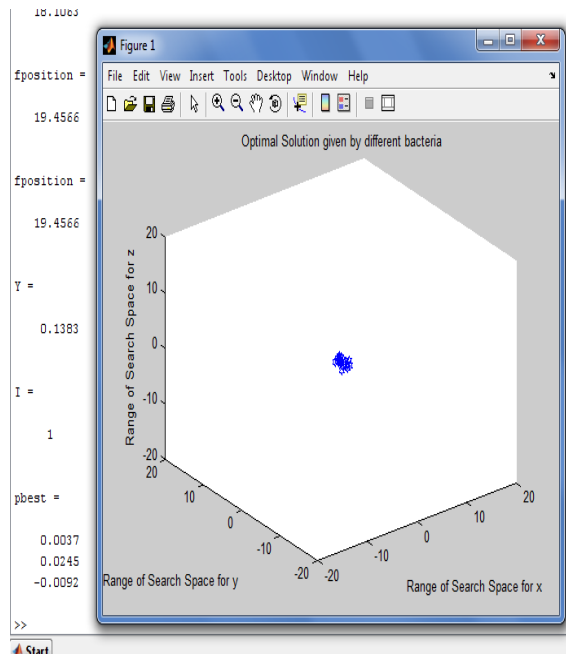 18.1083
fposition =
19.4566
fposition =
19.4566
Y =
0.1383
I =
1
pbest =
0.0037
0.0245
-0.0092
>>
Start
Figure 1
File Edit View Insert Tools Desktop Window Help
Optimal Solution given by different bacteria
Range of Search Space for z
20
10
0
-10
-20
20
10
0
-10
-20
Range of Search Space for y
-20
-10
0
10
20
Range of Search Space for x